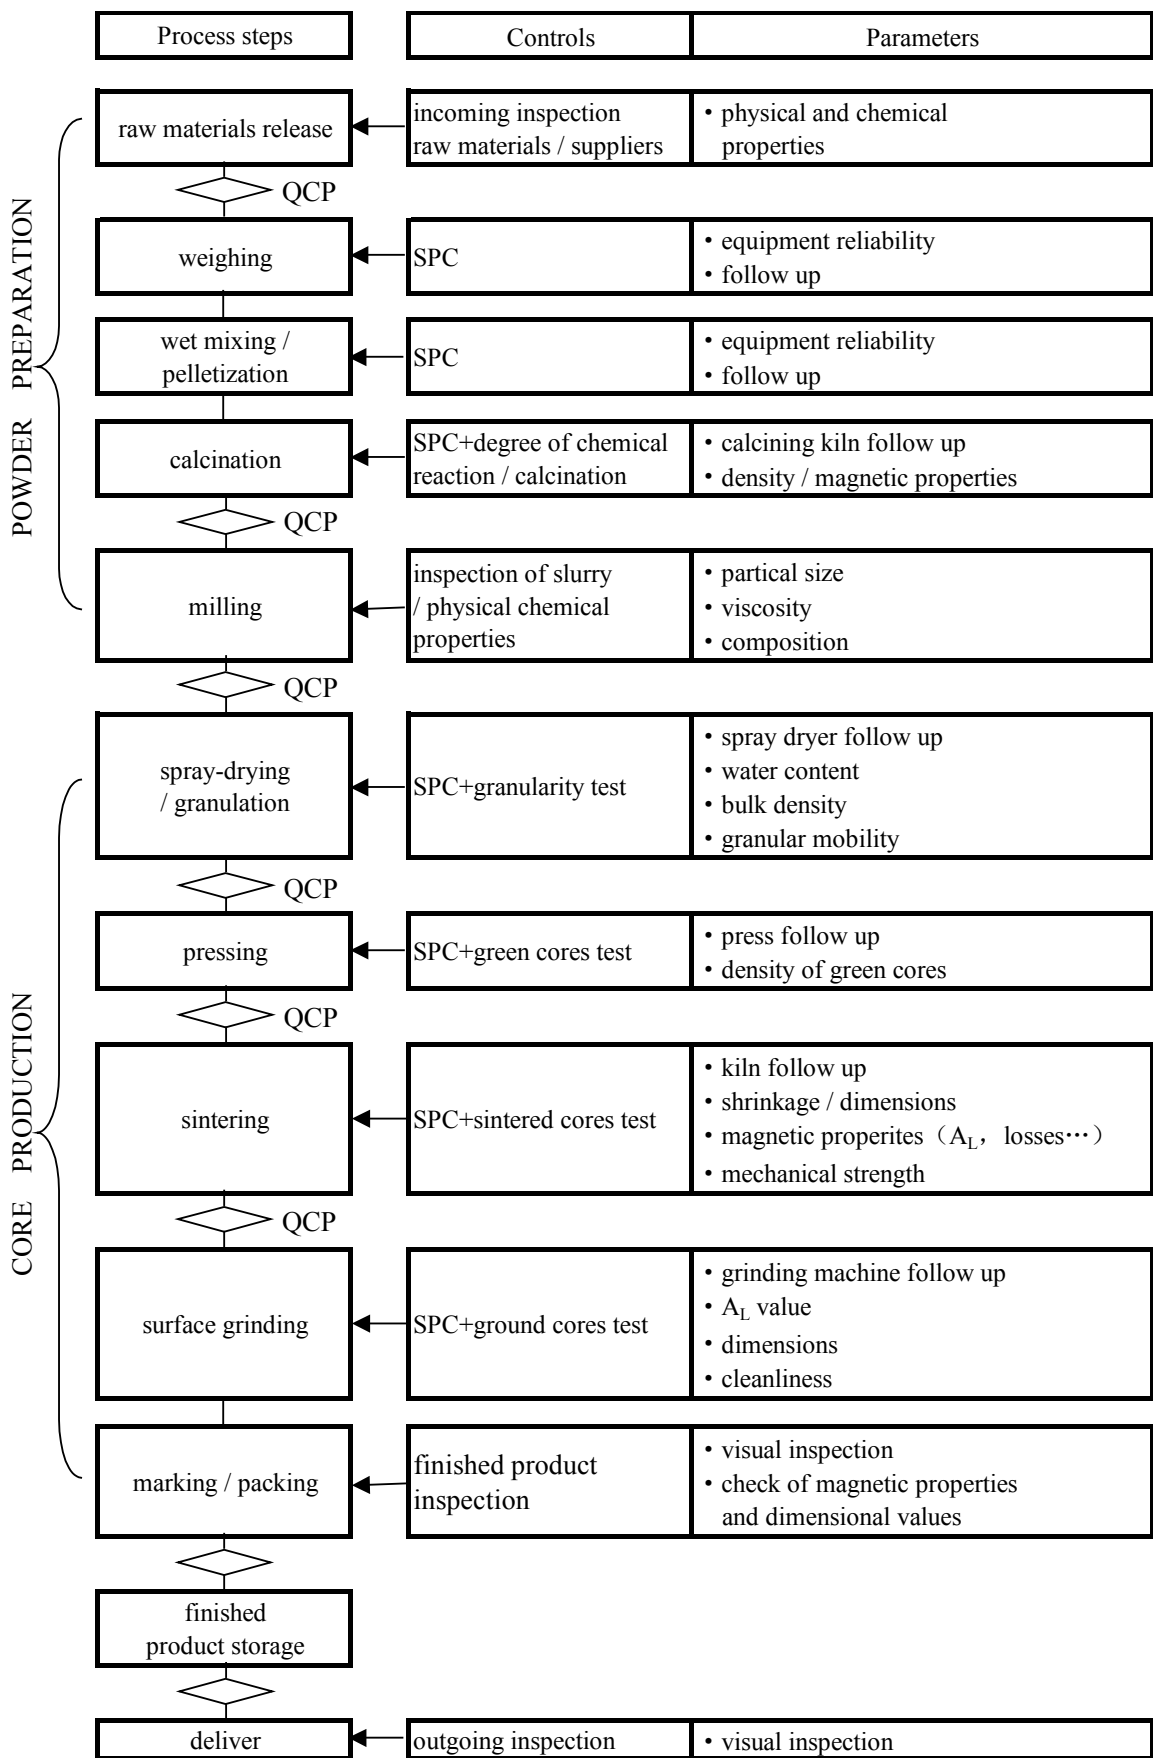 Process steps
Controls
Parameters
raw materials release
incoming inspection
raw materials / suppliers
・physical and chemical
properties
QCP
weighing
SPC
・equipment reliability
・follow up
wet mixing /
pelletization
SPC
・equipment reliability
・follow up
calcination
SPC+degree of chemical
reaction / calcination
・calcining kiln follow up
・density / magnetic properties
QCP
milling
inspection of slurry
/ physical chemical
properties
・partical size
・viscosity
・composition
POWDER PREPARATION
QCP
spray-drying
/ granulation
SPC+granularity test
・spray dryer follow up
・water content
・bulk density
・granular mobility
QCP
pressing
SPC+green cores test
・press follow up
・density of green cores
QCP
sintering
SPC+sintered cores test
・kiln follow up
・shrinkage / dimensions
・magnetic properites（AL，losses…）
・mechanical strength
QCP
surface grinding
SPC+ground cores test
・grinding machine follow up
・AL value
・dimensions
・cleanliness
marking / packing
finished product
inspection
・visual inspection
・check of magnetic properties
and dimensional values
CORE PRODUCTION
finished
product storage
deliver
outgoing inspection
・visual inspection